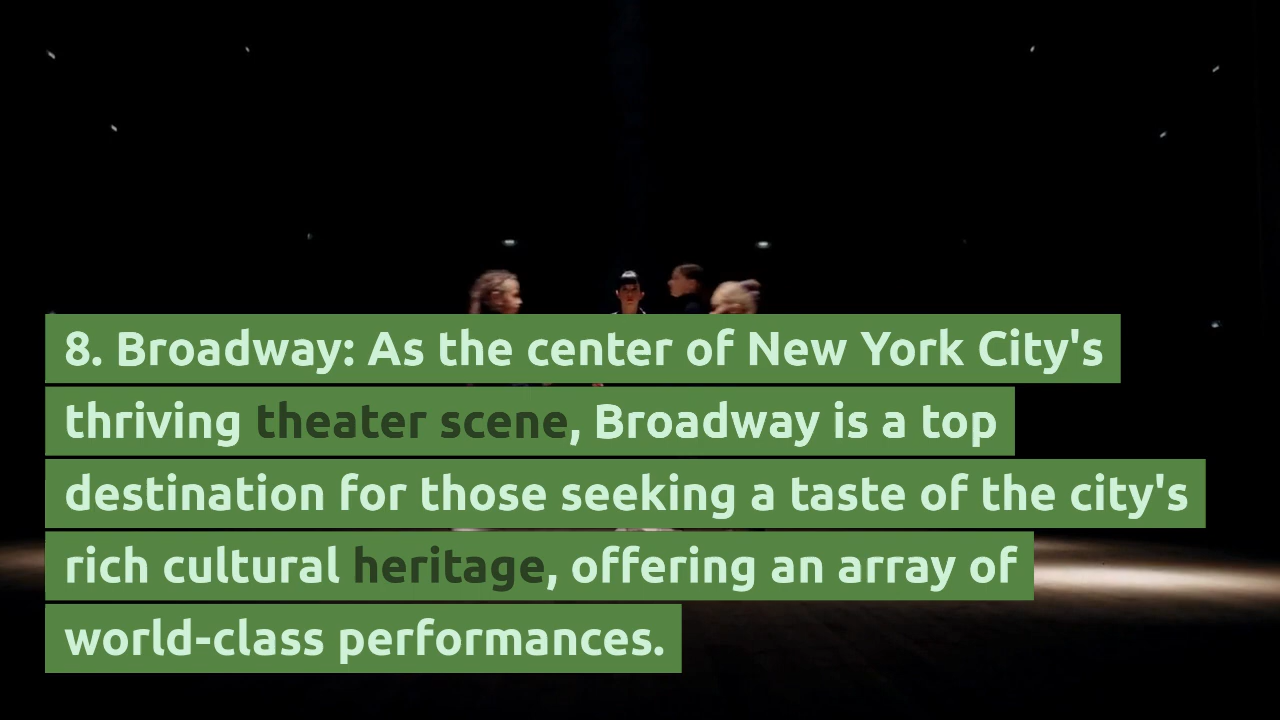 8. Broadway: As the center of New York City's
thriving theater scene, Broadway is a top
destination for those seeking a taste of the city's
rich cultural heritage, offering an array of
world-class performances.